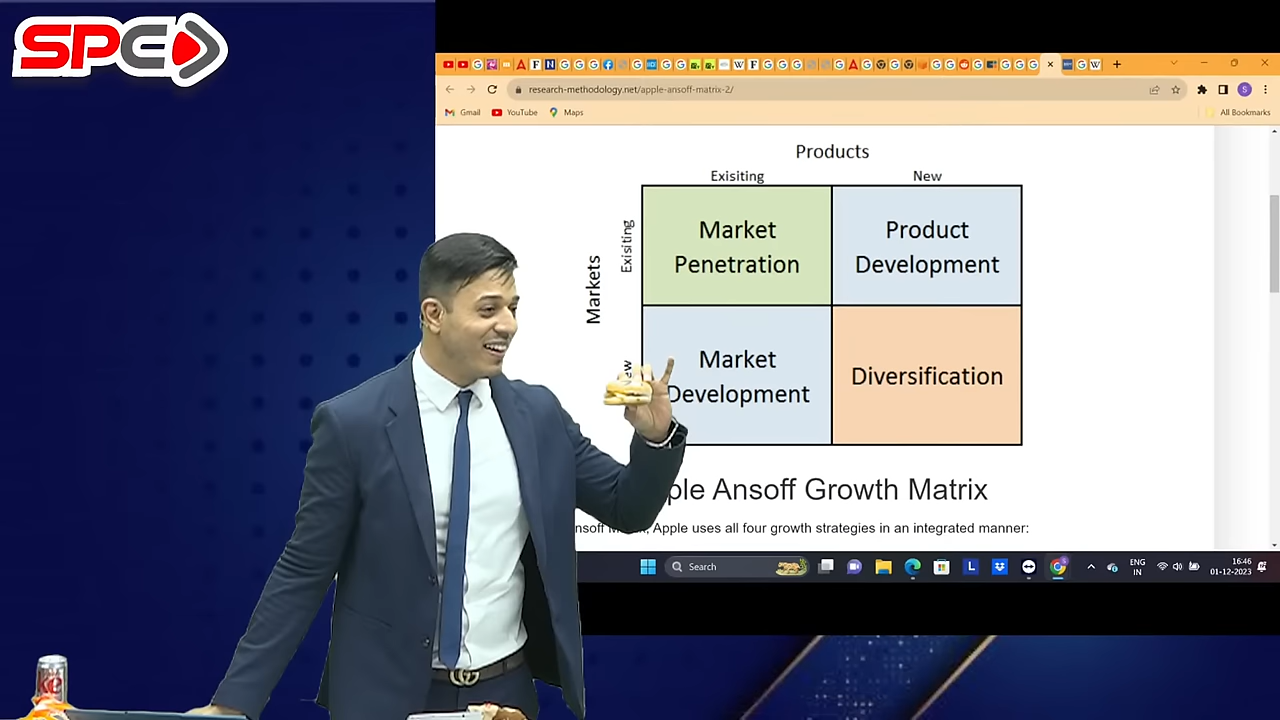 SPED
research-methodology.net/apple-ansoff-matrix-2/
Gmail YouTube Maps All Bookmarks
Products
Exisiting New
Markets
Exisiting
Market
Penetration
Product
Development
Market
Development
Diversification
Ansoff Growth Matrix
Apple uses all four growth strategies in an integrated manner:
Search
ENG
IN
16:46
01-12-2023